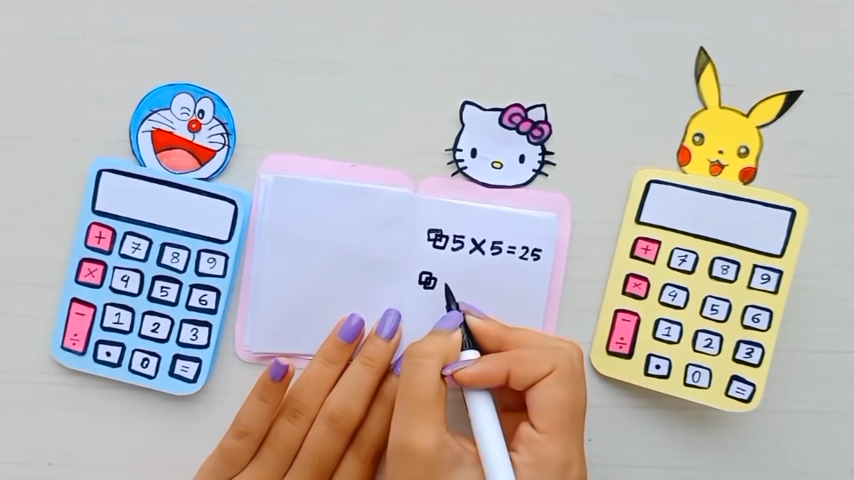 + 7 8 9
× 4 5 6
− 1 2 3
÷ . 0 =
5×5=25
+ 7 8 9
× 4 5 6
− 1 2 3
÷ . 0 =